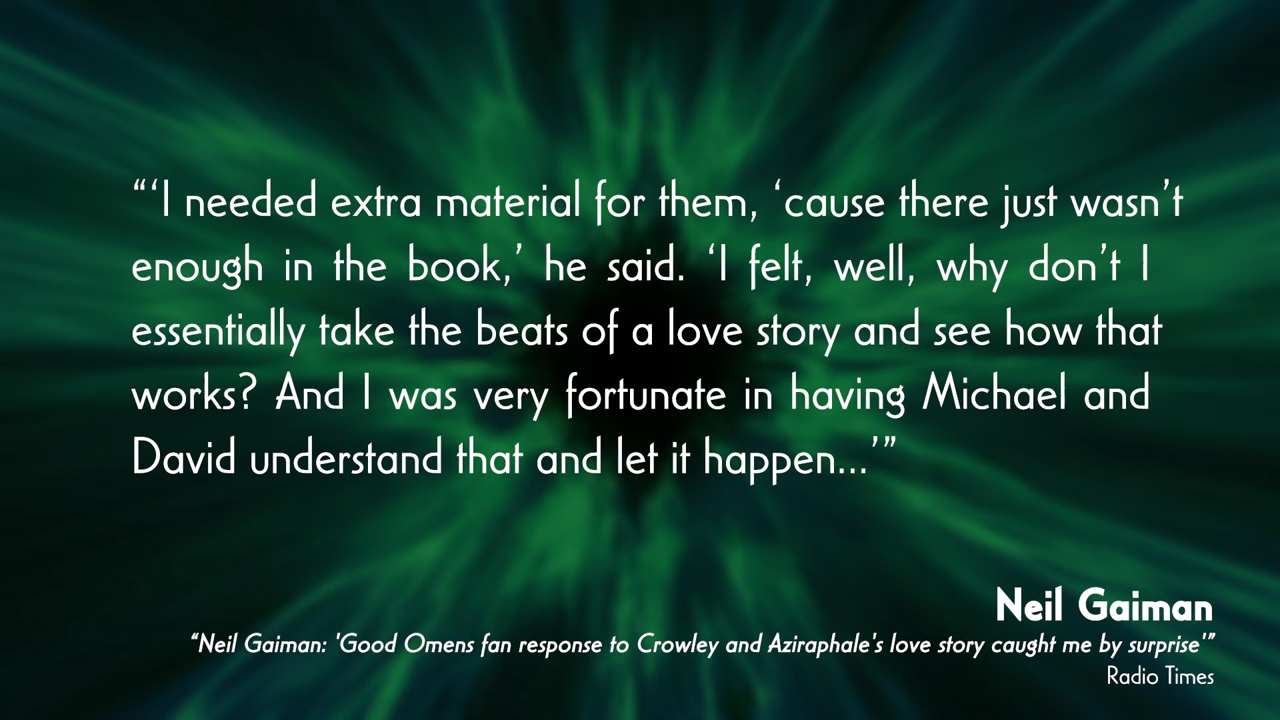 “‘I needed extra material for them, ‘cause there just wasn’t
enough in the book,’ he said. ‘I felt, well, why don’t I
essentially take the beats of a love story and see how that
works? And I was very fortunate in having Michael and
David understand that and let it happen...’”
Neil Gaiman
“Neil Gaiman: 'Good Omens fan response to Crowley and Aziraphale's love story caught me by surprise'”
Radio Times